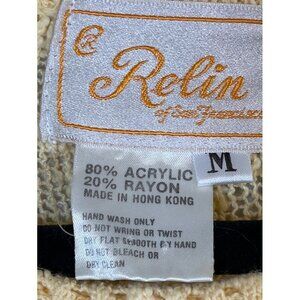 R
Relin
of San Francisco
M
80% ACRYLIC
20% RAYON
MADE IN HONG KONG
HAND WASH ONLY
DO NOT WRING OR TWIST
DRY FLAT SMOOTH BY HAND
DO NOT BLEACH OR
DRY CLEAN